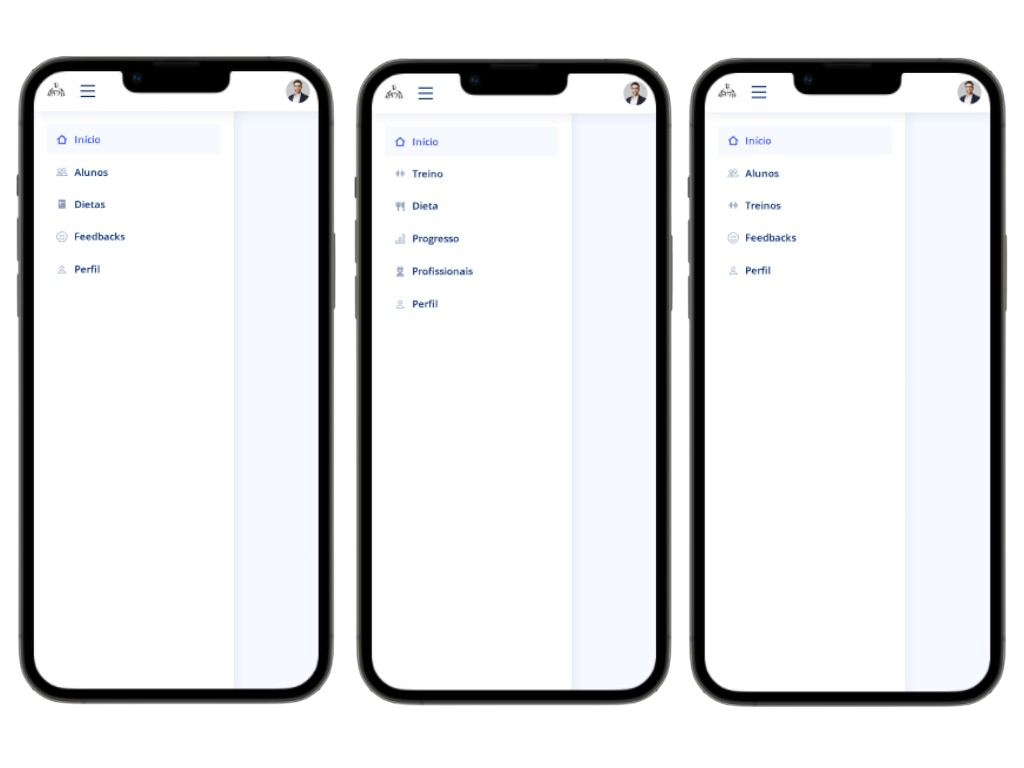 Início
Alunos
Dietas
Feedbacks
Perfil
Início
Treino
Dieta
Progresso
Profissionais
Perfil
Início
Alunos
Treinos
Feedbacks
Perfil